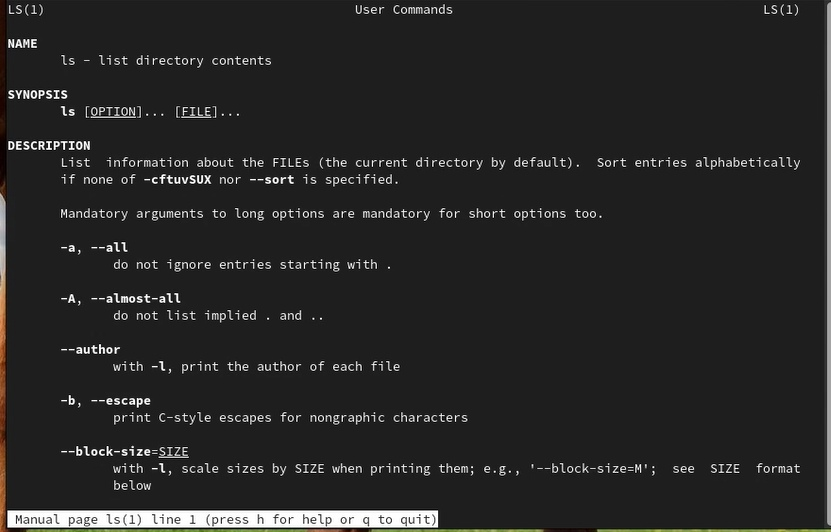 LS(1) User Commands LS(1)
NAME
ls - list directory contents
SYNOPSIS
ls [OPTION]... [FILE]...
DESCRIPTION
List information about the FILEs (the current directory by default). Sort entries alphabetically
if none of -cftuvSUX nor --sort is specified.
Mandatory arguments to long options are mandatory for short options too.
-a, --all
do not ignore entries starting with .
-A, --almost-all
do not list implied . and ..
--author
with -l, print the author of each file
-b, --escape
print C-style escapes for nongraphic characters
--block-size=SIZE
with -l, scale sizes by SIZE when printing them; e.g., '--block-size=M'; see SIZE format
below
Manual page ls(1) line 1 (press h for help or q to quit)